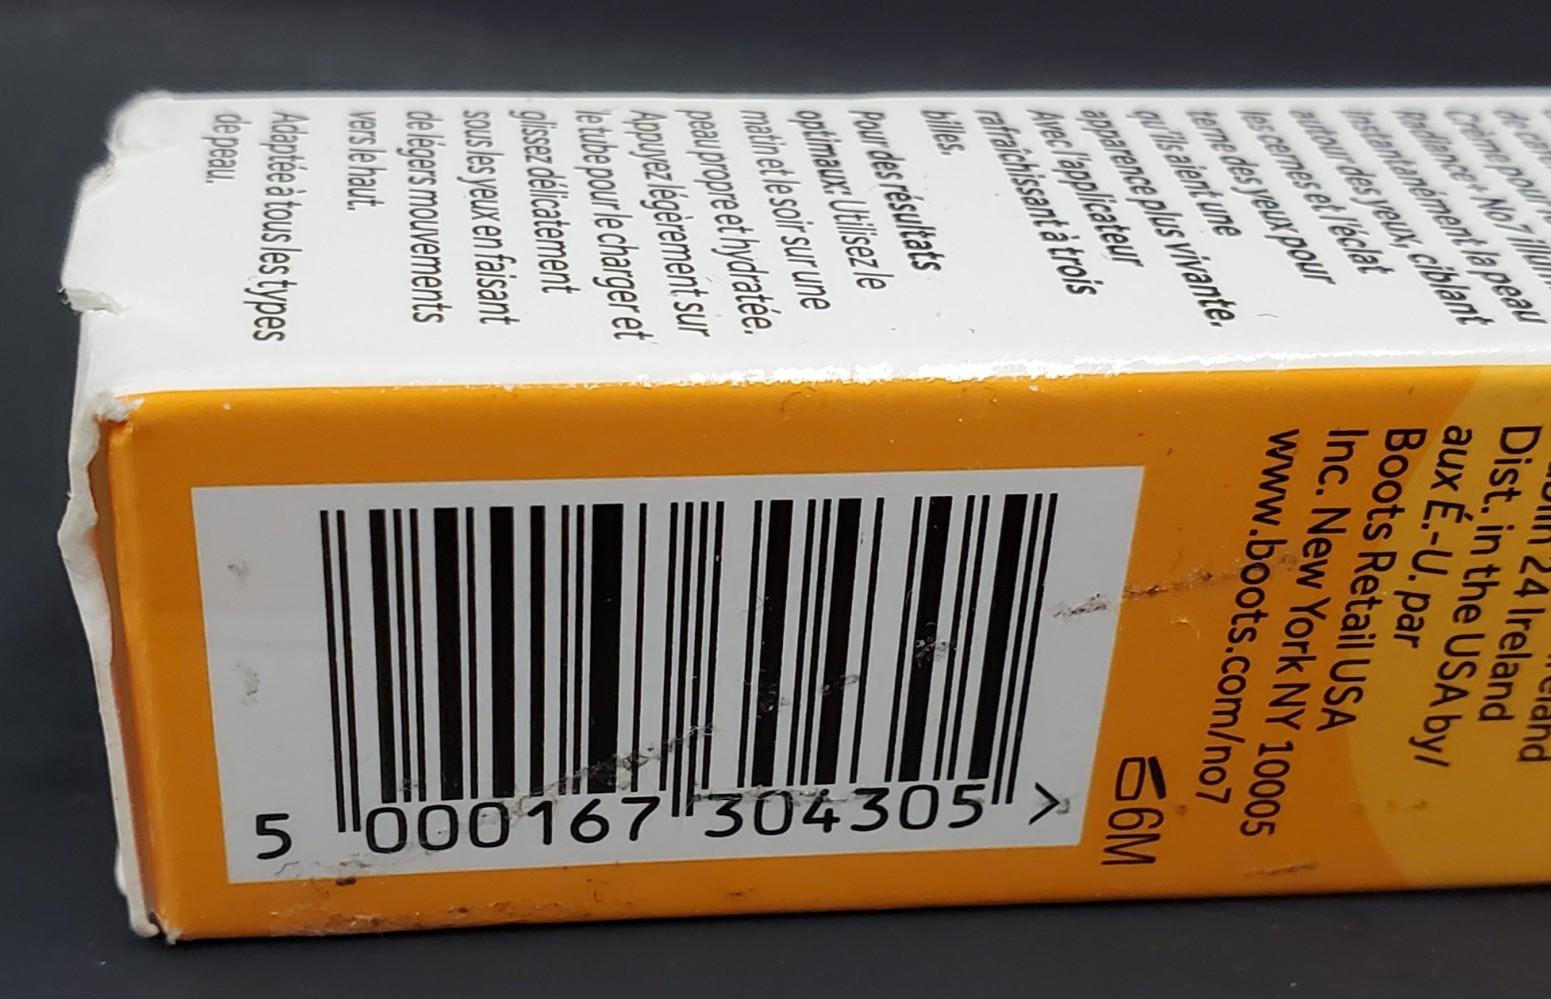 Crème pour
Radiance+ No7
Instantanément la peau
autour des yeux, ciblant
les cernes et l'éclat
terne des yeux pour
qu'ils aient une
apparence plus vivante.
Avec l'applicateur
rafraîchissant à trois
billes.
Pour des résultats
optimaux: Utilisez le
matin et le soir sur une
peau propre et hydratée.
Appuyez légèrement sur
le tube pour le charger et
glissez délicatement
sous les yeux en faisant
de légers mouvements
vers le haut.
Adaptée à tous les types
de peau.
24 Ireland
Dist. in the USA by/
aux É.-U. par
Boots Retail USA
Inc. New York NY 10005
www.boots.com/no7
6M
5 000167 304305 >